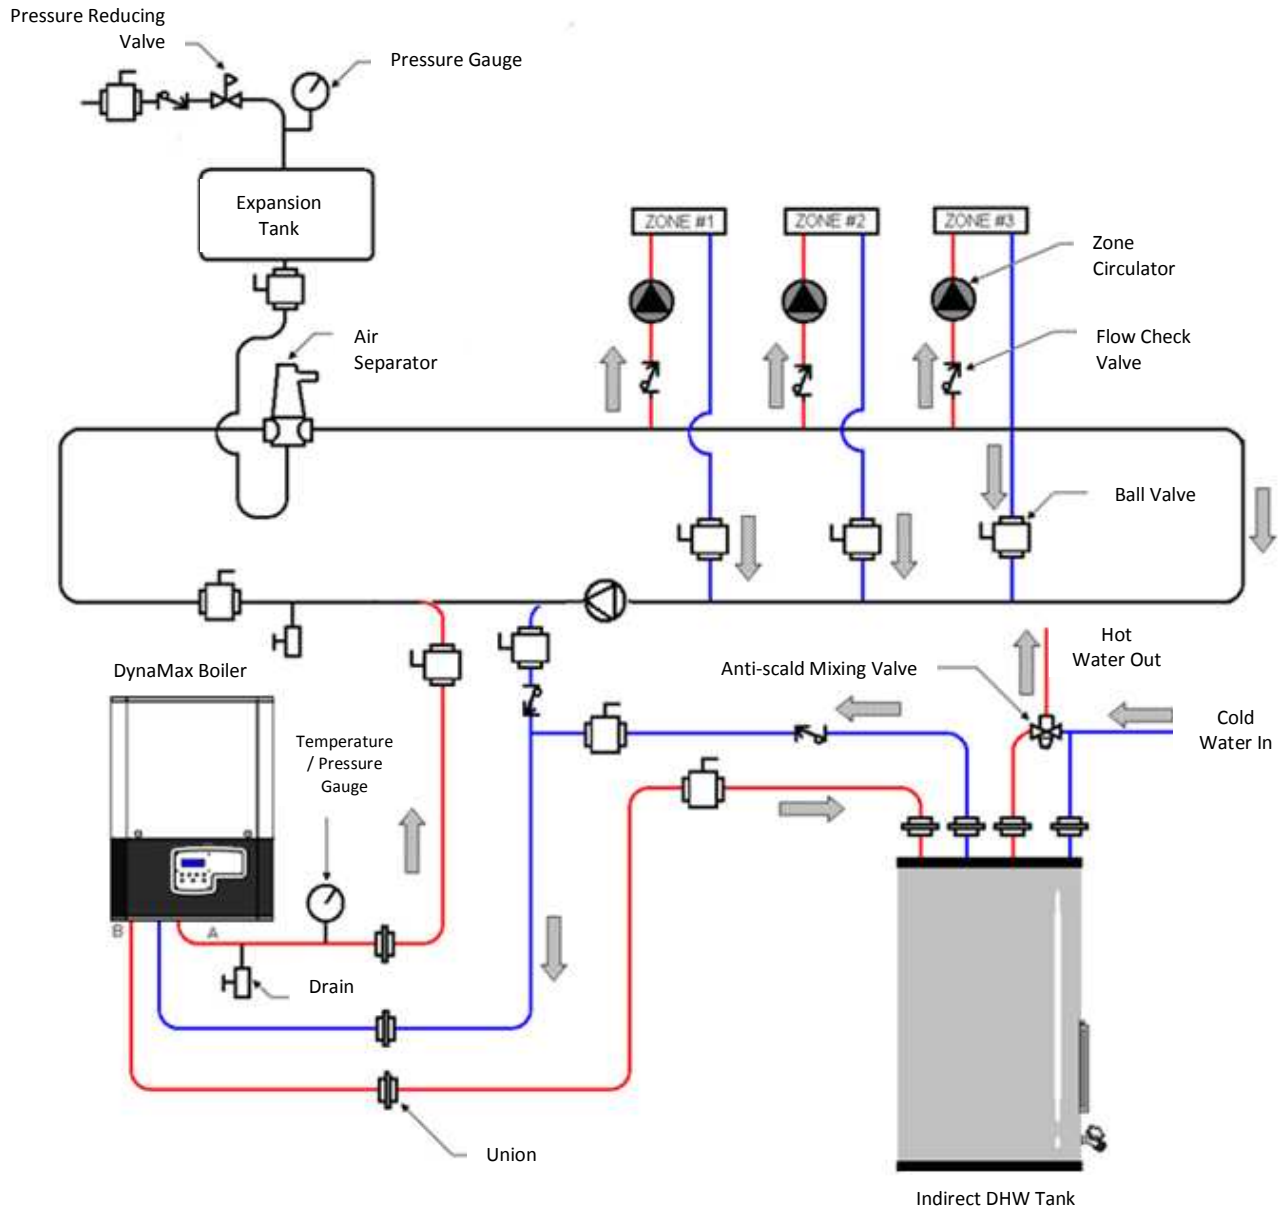 Pressure Reducing
Valve
Pressure Gauge
Expansion
Tank
ZONE #1
ZONE #2
ZONE #3
Zone
Circulator
Air
Separator
Flow Check
Valve
Ball Valve
DynaMax Boiler
Anti-scald Mixing Valve
Hot
Water Out
Cold
Water In
Temperature
/ Pressure
Gauge
B
A
Drain
Union
Indirect DHW Tank